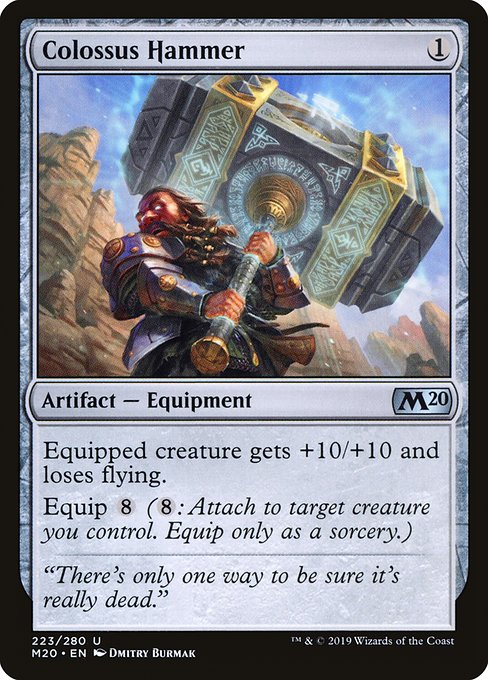 Colossus Hammer 1
Artifact — Equipment M20
Equipped creature gets +10/+10 and
loses flying.
Equip 8 (8: Attach to target creature
you control. Equip only as a sorcery.)
“There’s only one way to be sure it’s
really dead.”
223/280 U ™ & © 2019 Wizards of the Coast
M20 • EN Dmitry Burmak